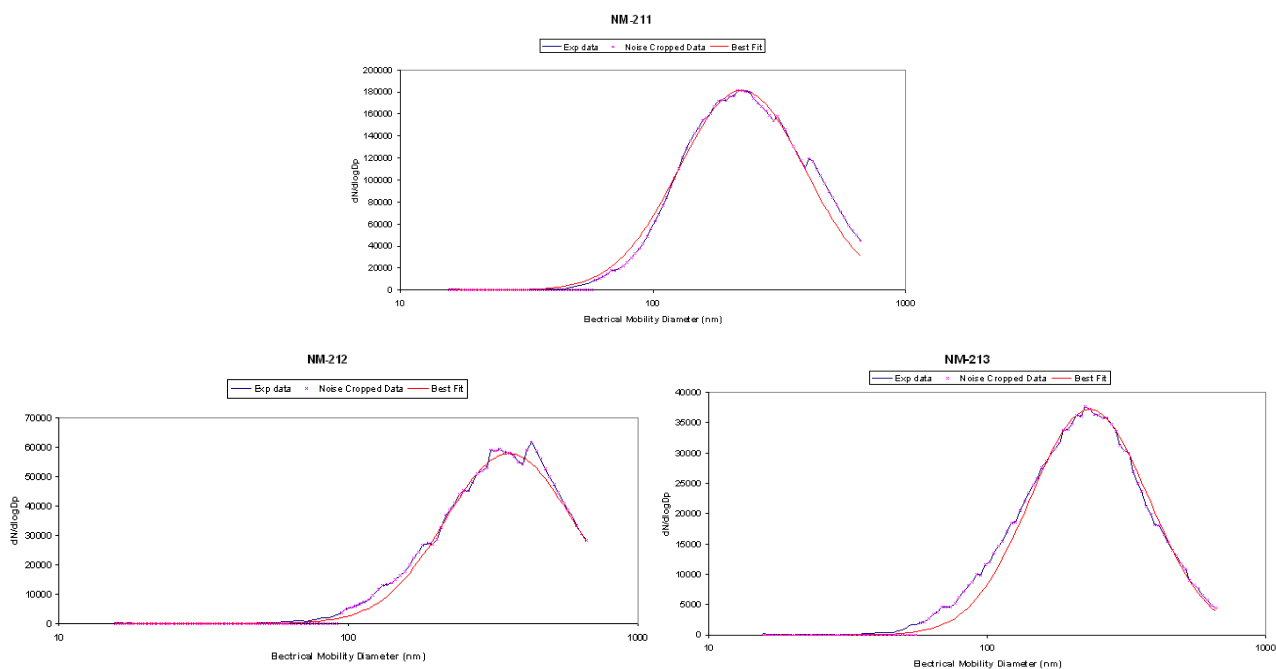 NM-211
Exp data Noise Cropped Data Best Fit
200000
180000
160000
140000
120000
100000
80000
60000
40000
20000
0
dN/dlogDp
10 100 1000
Electrical Mobility Diameter (nm)
NM-212
Exp data Noise Cropped Data Best Fit
70000
60000
50000
40000
30000
20000
10000
0
dN/dlogDp
10 100 1000
Electrical Mobility Diameter (nm)
NM-213
Exp data Noise Cropped Data Best Fit
40000
35000
30000
25000
20000
15000
10000
5000
0
dN/dlogDp
10 100 1000
Electrical Mobility Diameter (nm)